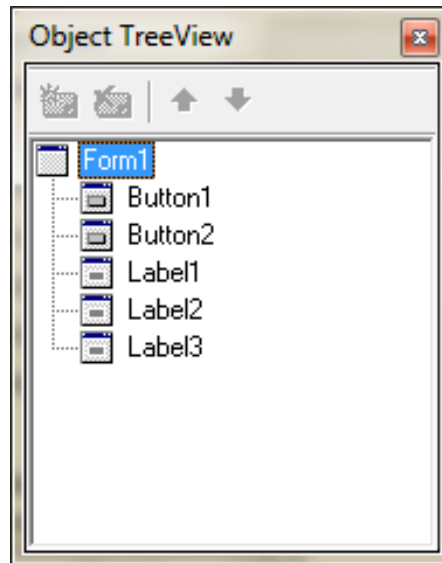 Object TreeView
Form1
Button1
Button2
Label1
Label2
Label3